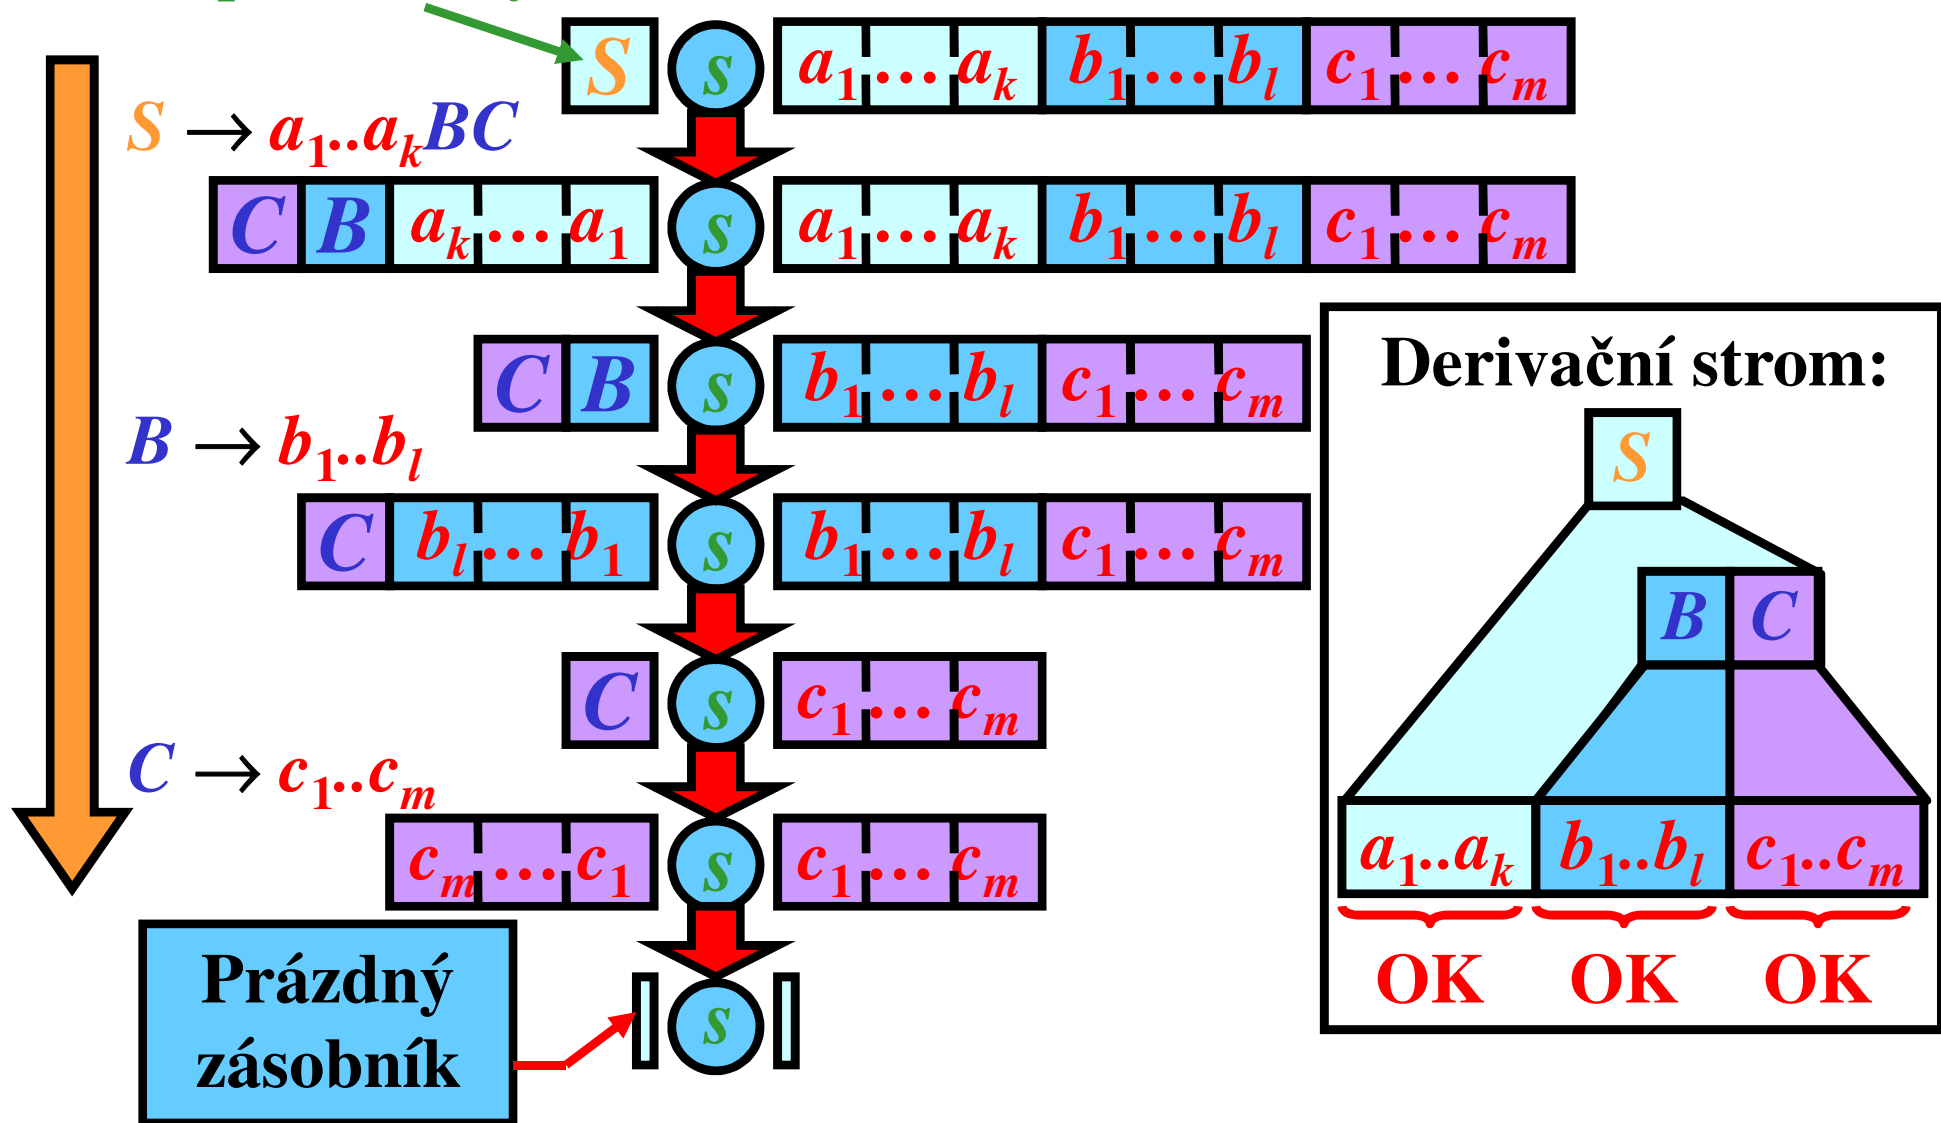 S s a₁ … aₖ b₁ … bₗ c₁ … cₘ
S → a₁..aₖBC
C B aₖ … a₁ s a₁ … aₖ b₁ … bₗ c₁ … cₘ
C B s b₁ … bₗ c₁ … cₘ
B → b₁..bₗ
C bₗ … b₁ s b₁ … bₗ c₁ … cₘ
C s c₁ … cₘ
C → c₁..cₘ
cₘ … c₁ s c₁ … cₘ
s
Prázdný
zásobník
Derivační strom:
S
B C
a₁..aₖ b₁..bₗ c₁..cₘ
OK OK OK